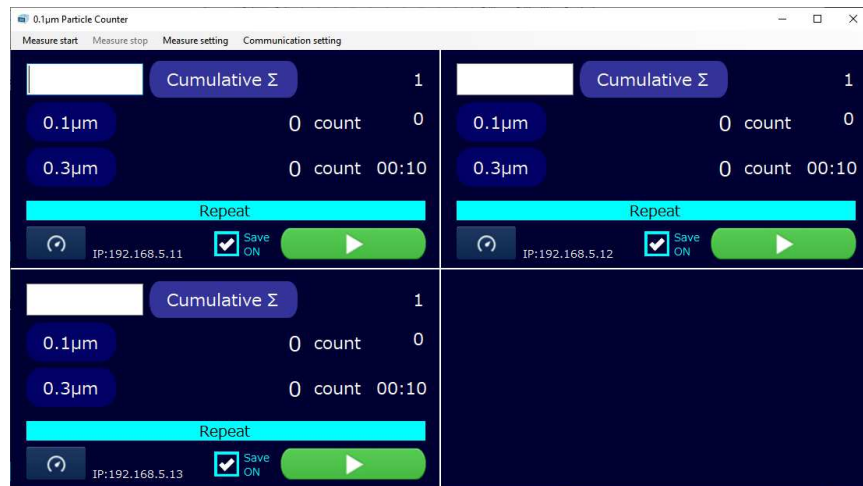 0.1µm Particle Counter
Measure start Measure stop Measure setting Communication setting
Cumulative Σ 1
0.1µm 0 count 0
0.3µm 0 count 00:10
Repeat
IP:192.168.5.11 Save ON
Cumulative Σ 1
0.1µm 0 count 0
0.3µm 0 count 00:10
Repeat
IP:192.168.5.12 Save ON
Cumulative Σ 1
0.1µm 0 count 0
0.3µm 0 count 00:10
Repeat
IP:192.168.5.13 Save ON